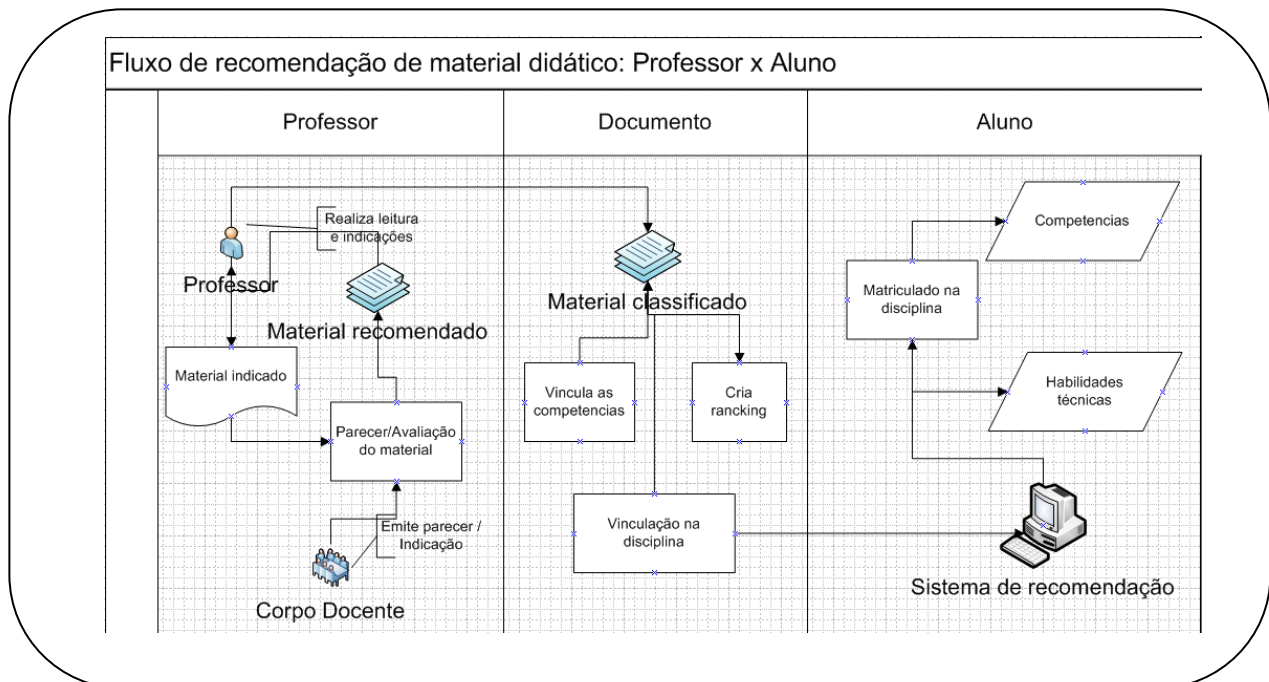 Fluxo de recomendação de material didático: Professor x Aluno
Professor
Documento
Aluno
Realiza leitura
e indicações
Professor
Material recomendado
Material indicado
Parecer/Avaliação
do material
Emite parecer /
Indicação
Corpo Docente
Material classificado
Vincula as
competencias
Cria
rancking
Vinculação na
disciplina
Competencias
Matriculado na
disciplina
Habilidades
técnicas
Sistema de recomendação